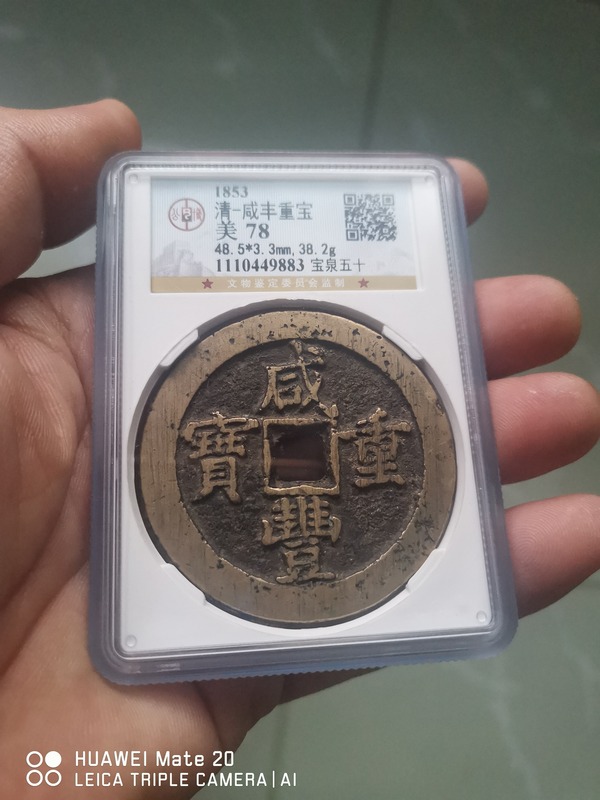 1853
清-咸丰重宝
美 78
48.5*3.3mm,38.2g
1110449883 宝泉五十
★ 文物鉴定委员会监制 ★
咸
寶 重
豐
HUAWEI Mate 20
LEICA TRIPLE CAMERA | AI